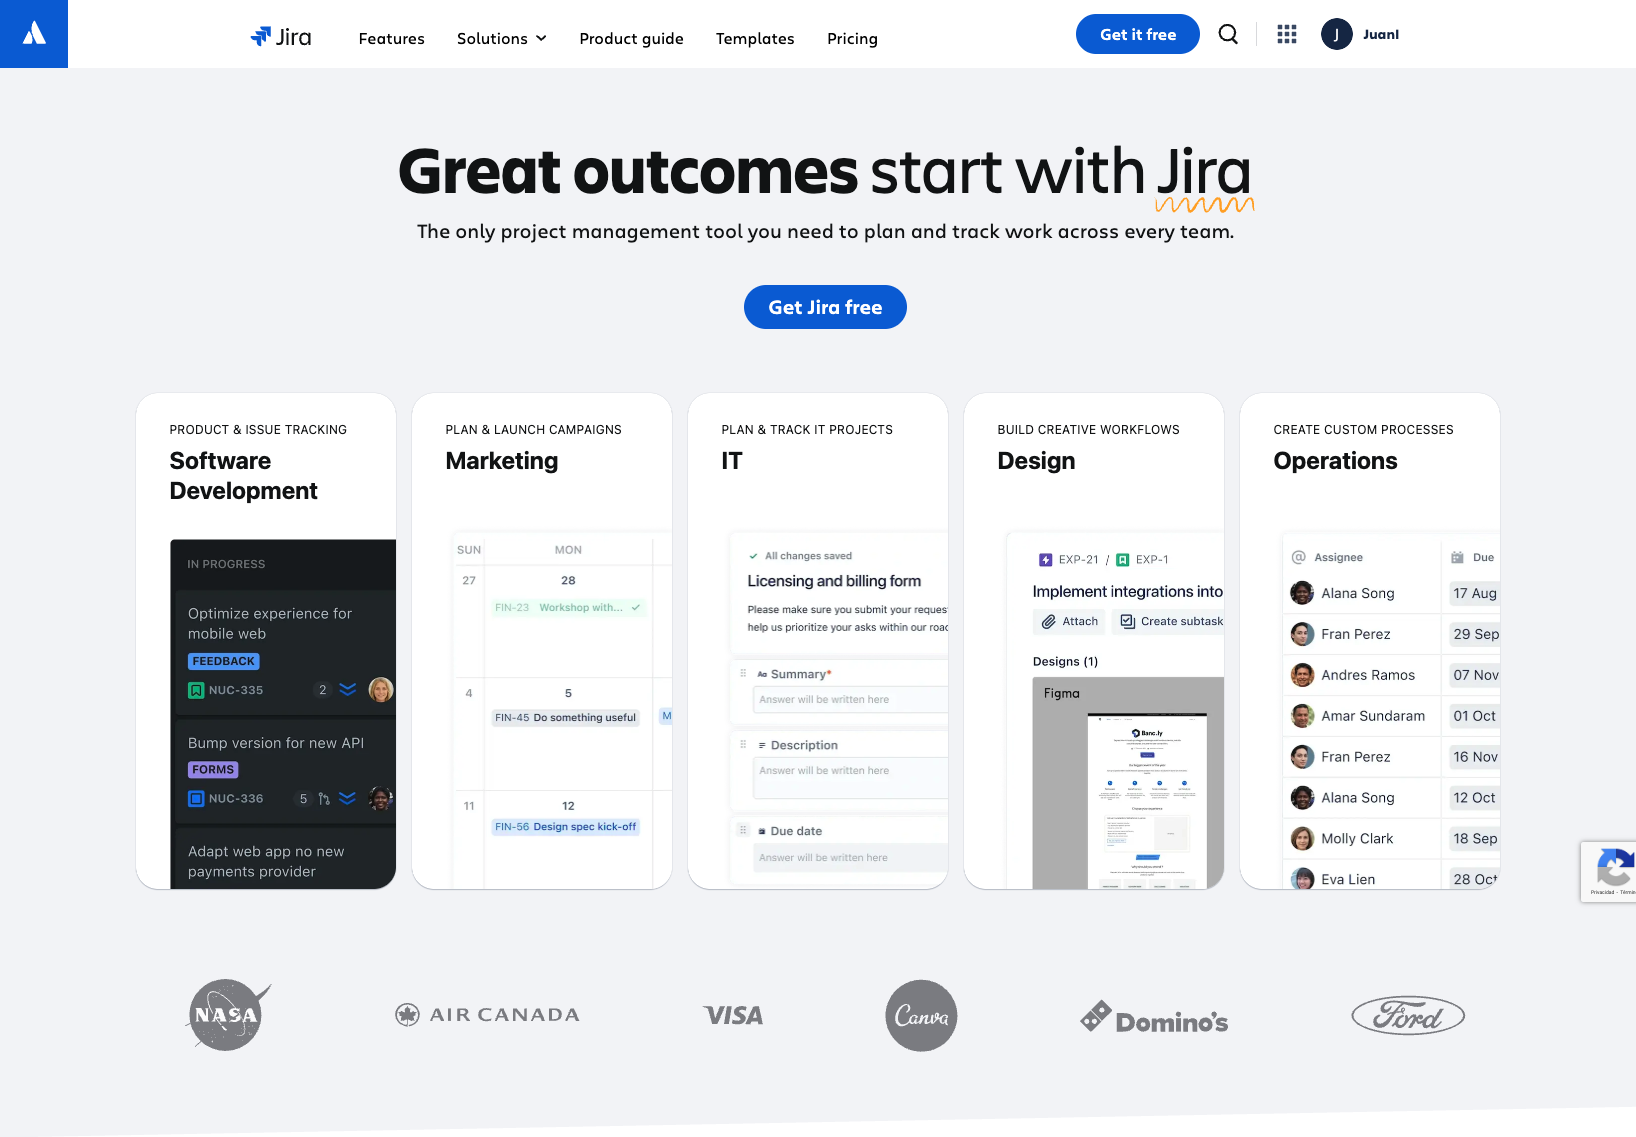 Jira
Features
Solutions
Product guide
Templates
Pricing
Get it free
J
JuanI
Great outcomes start with Jira
The only project management tool you need to plan and track work across every team.
Get Jira free
PRODUCT & ISSUE TRACKING
Software
Development
IN PROGRESS
Optimize experience for
mobile web
FEEDBACK
NUC-335
2
Bump version for new API
FORMS
NUC-336
5
Adapt web app no new
payments provider
PLAN & LAUNCH CAMPAIGNS
Marketing
SUN MON
27 28
FIN-23 Workshop with...
4 5
FIN-45 Do something useful
M
11 12
FIN-56 Design spec kick-off
PLAN & TRACK IT PROJECTS
IT
All changes saved
Licensing and billing form
Please make sure you submit your reques
help us prioritize your asks within our roa
Aa Summary*
Answer will be written here
Description
Answer will be written here
Due date
Answer will be written here
BUILD CREATIVE WORKFLOWS
Design
EXP-21 / EXP-1
Implement integrations into
Attach Create subtask
Designs (1)
Figma
Banc.ly
CREATE CUSTOM PROCESSES
Operations
@ Assignee Due
Alana Song 17 Aug
Fran Perez 29 Sep
Andres Ramos 07 Nov
Amar Sundaram 01 Oct
Fran Perez 16 Nov
Alana Song 12 Oct
Molly Clark 18 Sep
Eva Lien 28 Oct
Privacidad - Térmi
NASA
AIR CANADA
VISA
Canva
Domino's
Ford